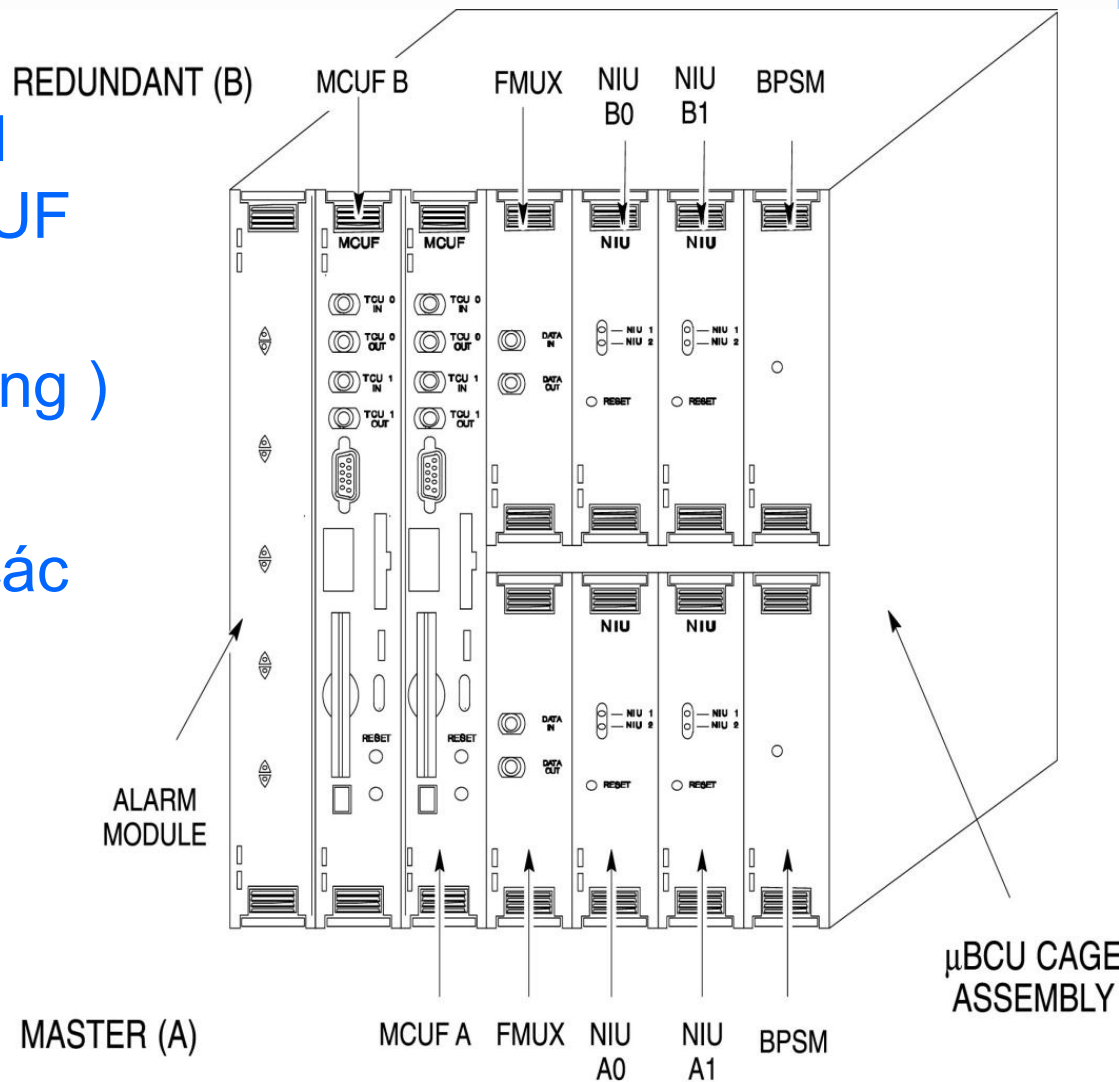 REDUNDANT (B)
MCUF B
FMUX
NIU
B0
NIU
B1
BPSM
UF
ng )
ác
MCUF
MCUF
NIU
NIU
TCU 0
IN
TCU 0
OUT
TCU 1
IN
TCU 1
OUT
TCU 0
IN
TCU 0
OUT
TCU 1
IN
TCU 1
OUT
DATA
IN
DATA
OUT
NIU 1
NIU 2
RESET
NIU 1
NIU 2
RESET
NIU
NIU
DATA
IN
DATA
OUT
NIU 1
NIU 2
RESET
NIU 1
NIU 2
RESET
RESET
RESET
ALARM
MODULE
µBCU CAGE
ASSEMBLY
MASTER (A)
MCUF A
FMUX
NIU
A0
NIU
A1
BPSM